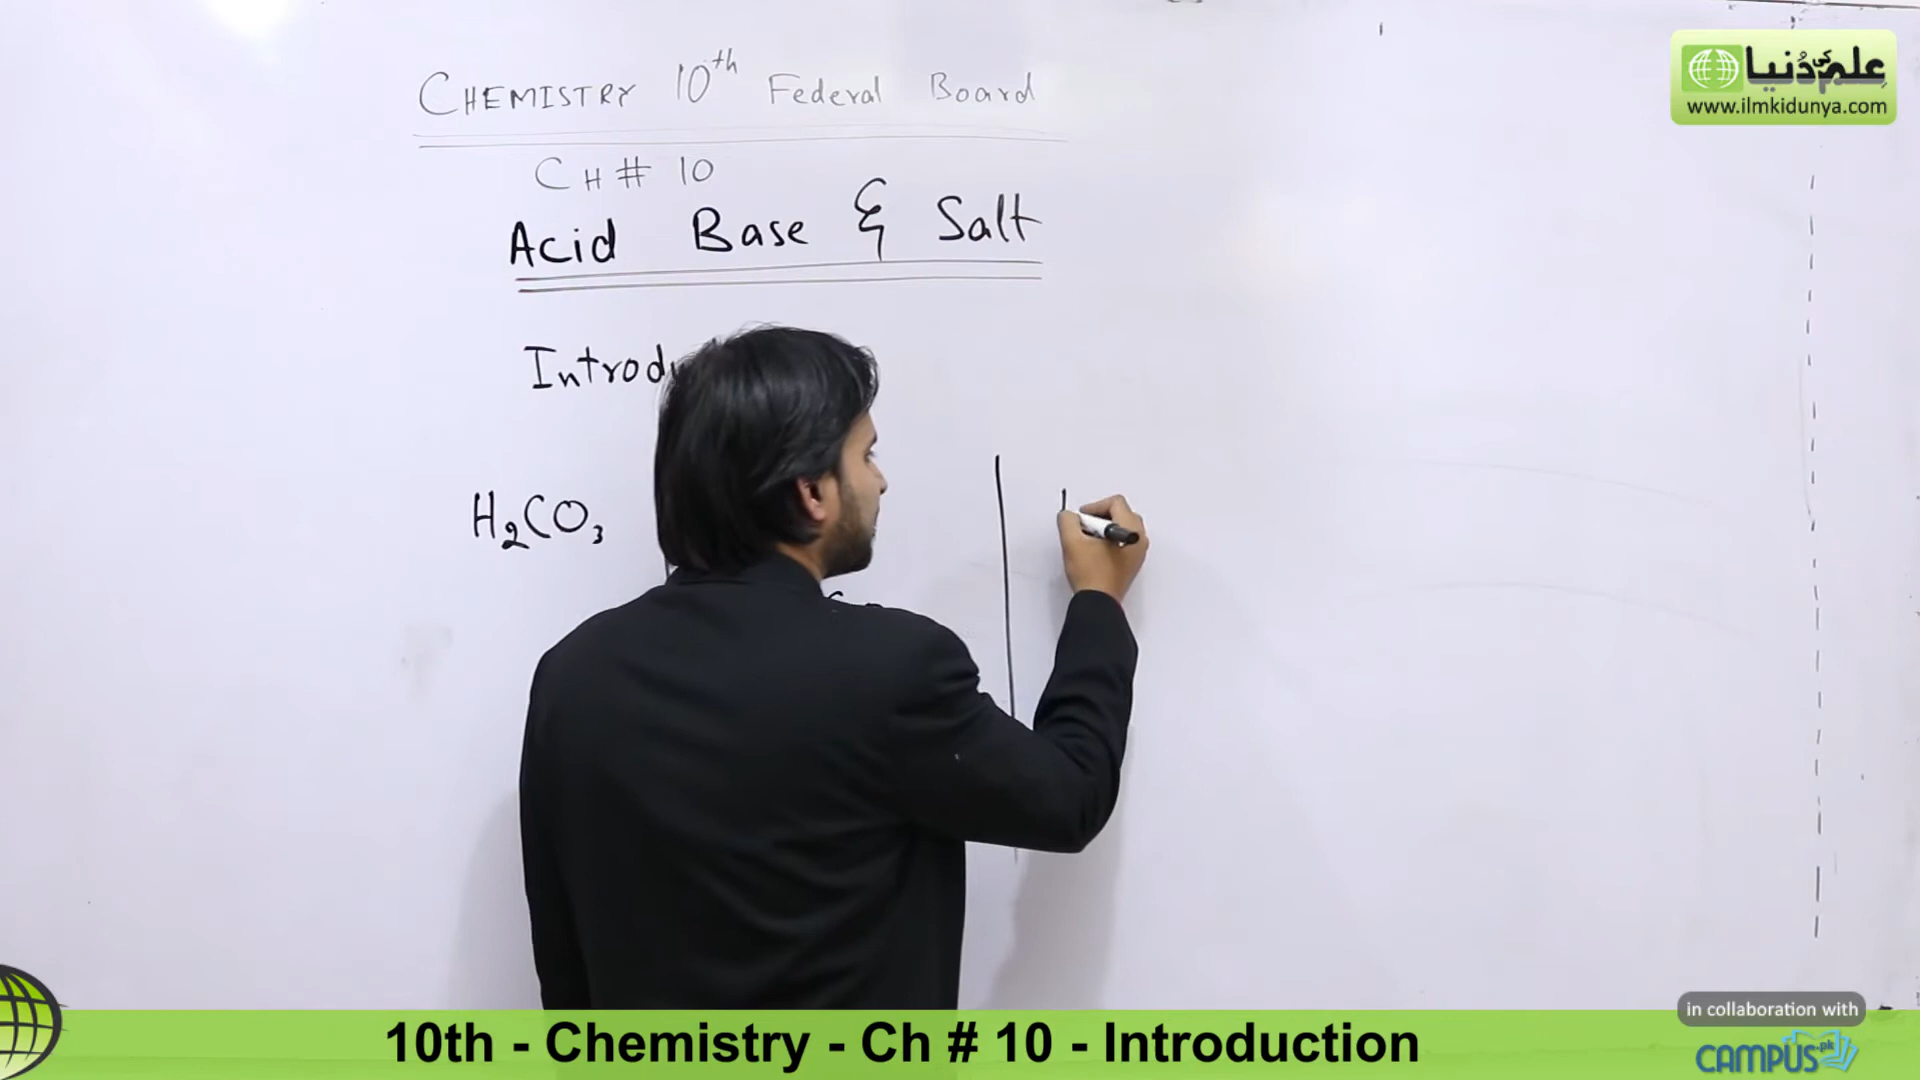 CHEMISTRY 10th Federal Board
CH # 10
Acid Base & Salt
H₂CO₃
علم کی دنیا
www.ilmkidunya.com
in collaboration with
CAMPUS.pk
10th - Chemistry - Ch # 10 - Introduction